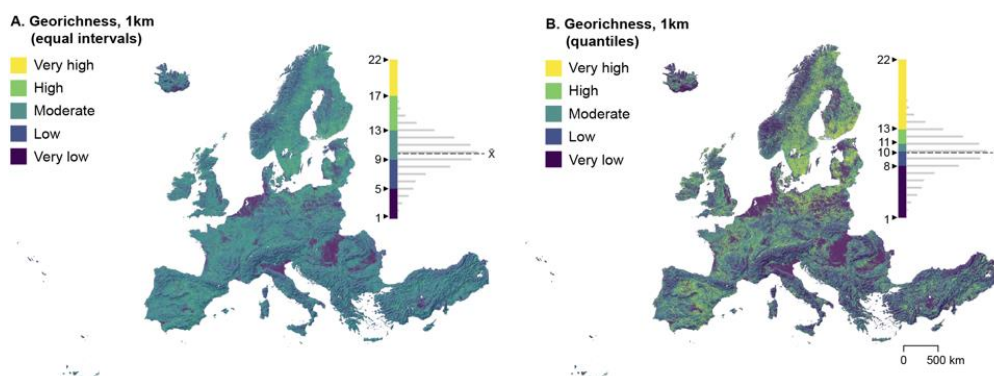 A. Georichness, 1km
(equal intervals)
Very high
High
Moderate
Low
Very low
22
17
13
9
5
1
x̄
B. Georichness, 1km
(quantiles)
Very high
High
Moderate
Low
Very low
22
13
11
10
8
1
0 500 km